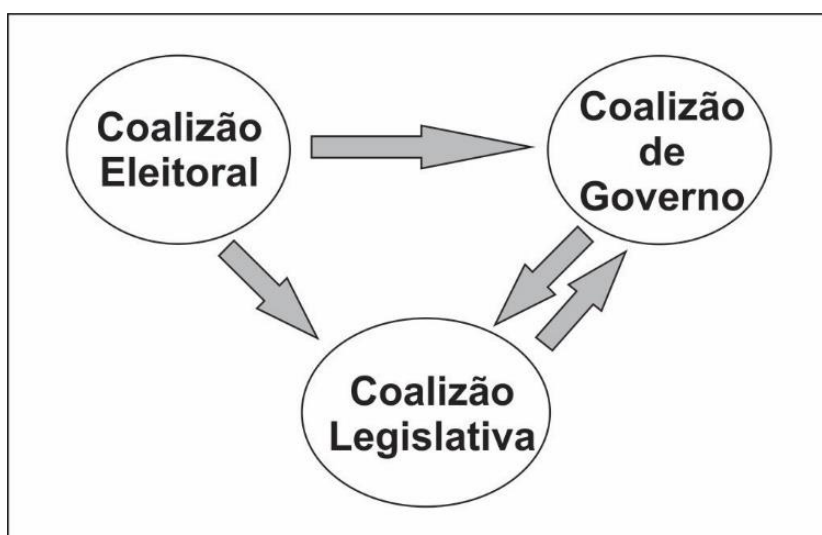 Coalizão
Eleitoral
Coalizão
de
Governo
Coalizão
Legislativa